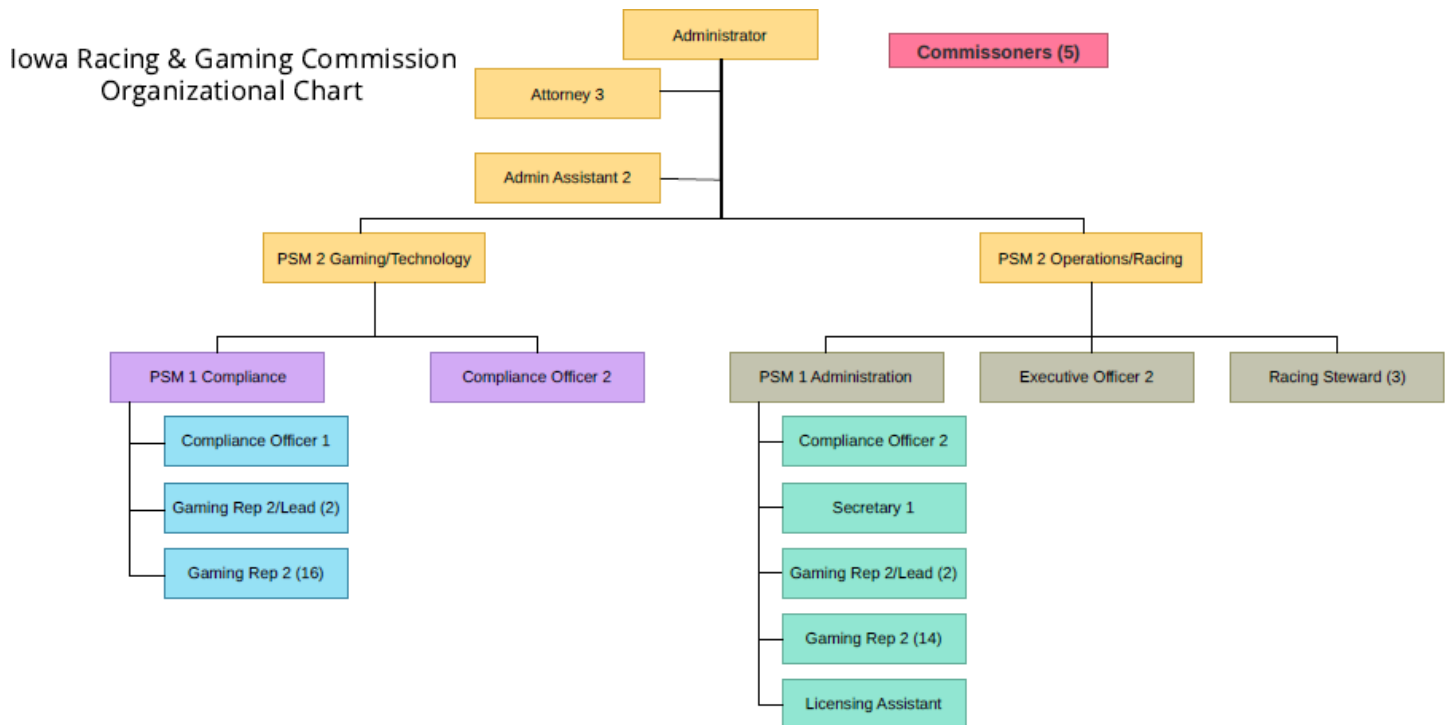 Iowa Racing & Gaming Commission
Organizational Chart
Administrator
Commissoners (5)
Attorney 3
Admin Assistant 2
PSM 2 Gaming/Technology
PSM 2 Operations/Racing
PSM 1 Compliance
Compliance Officer 2
PSM 1 Administration
Executive Officer 2
Racing Steward (3)
Compliance Officer 1
Gaming Rep 2/Lead (2)
Gaming Rep 2 (16)
Compliance Officer 2
Secretary 1
Gaming Rep 2/Lead (2)
Gaming Rep 2 (14)
Licensing Assistant